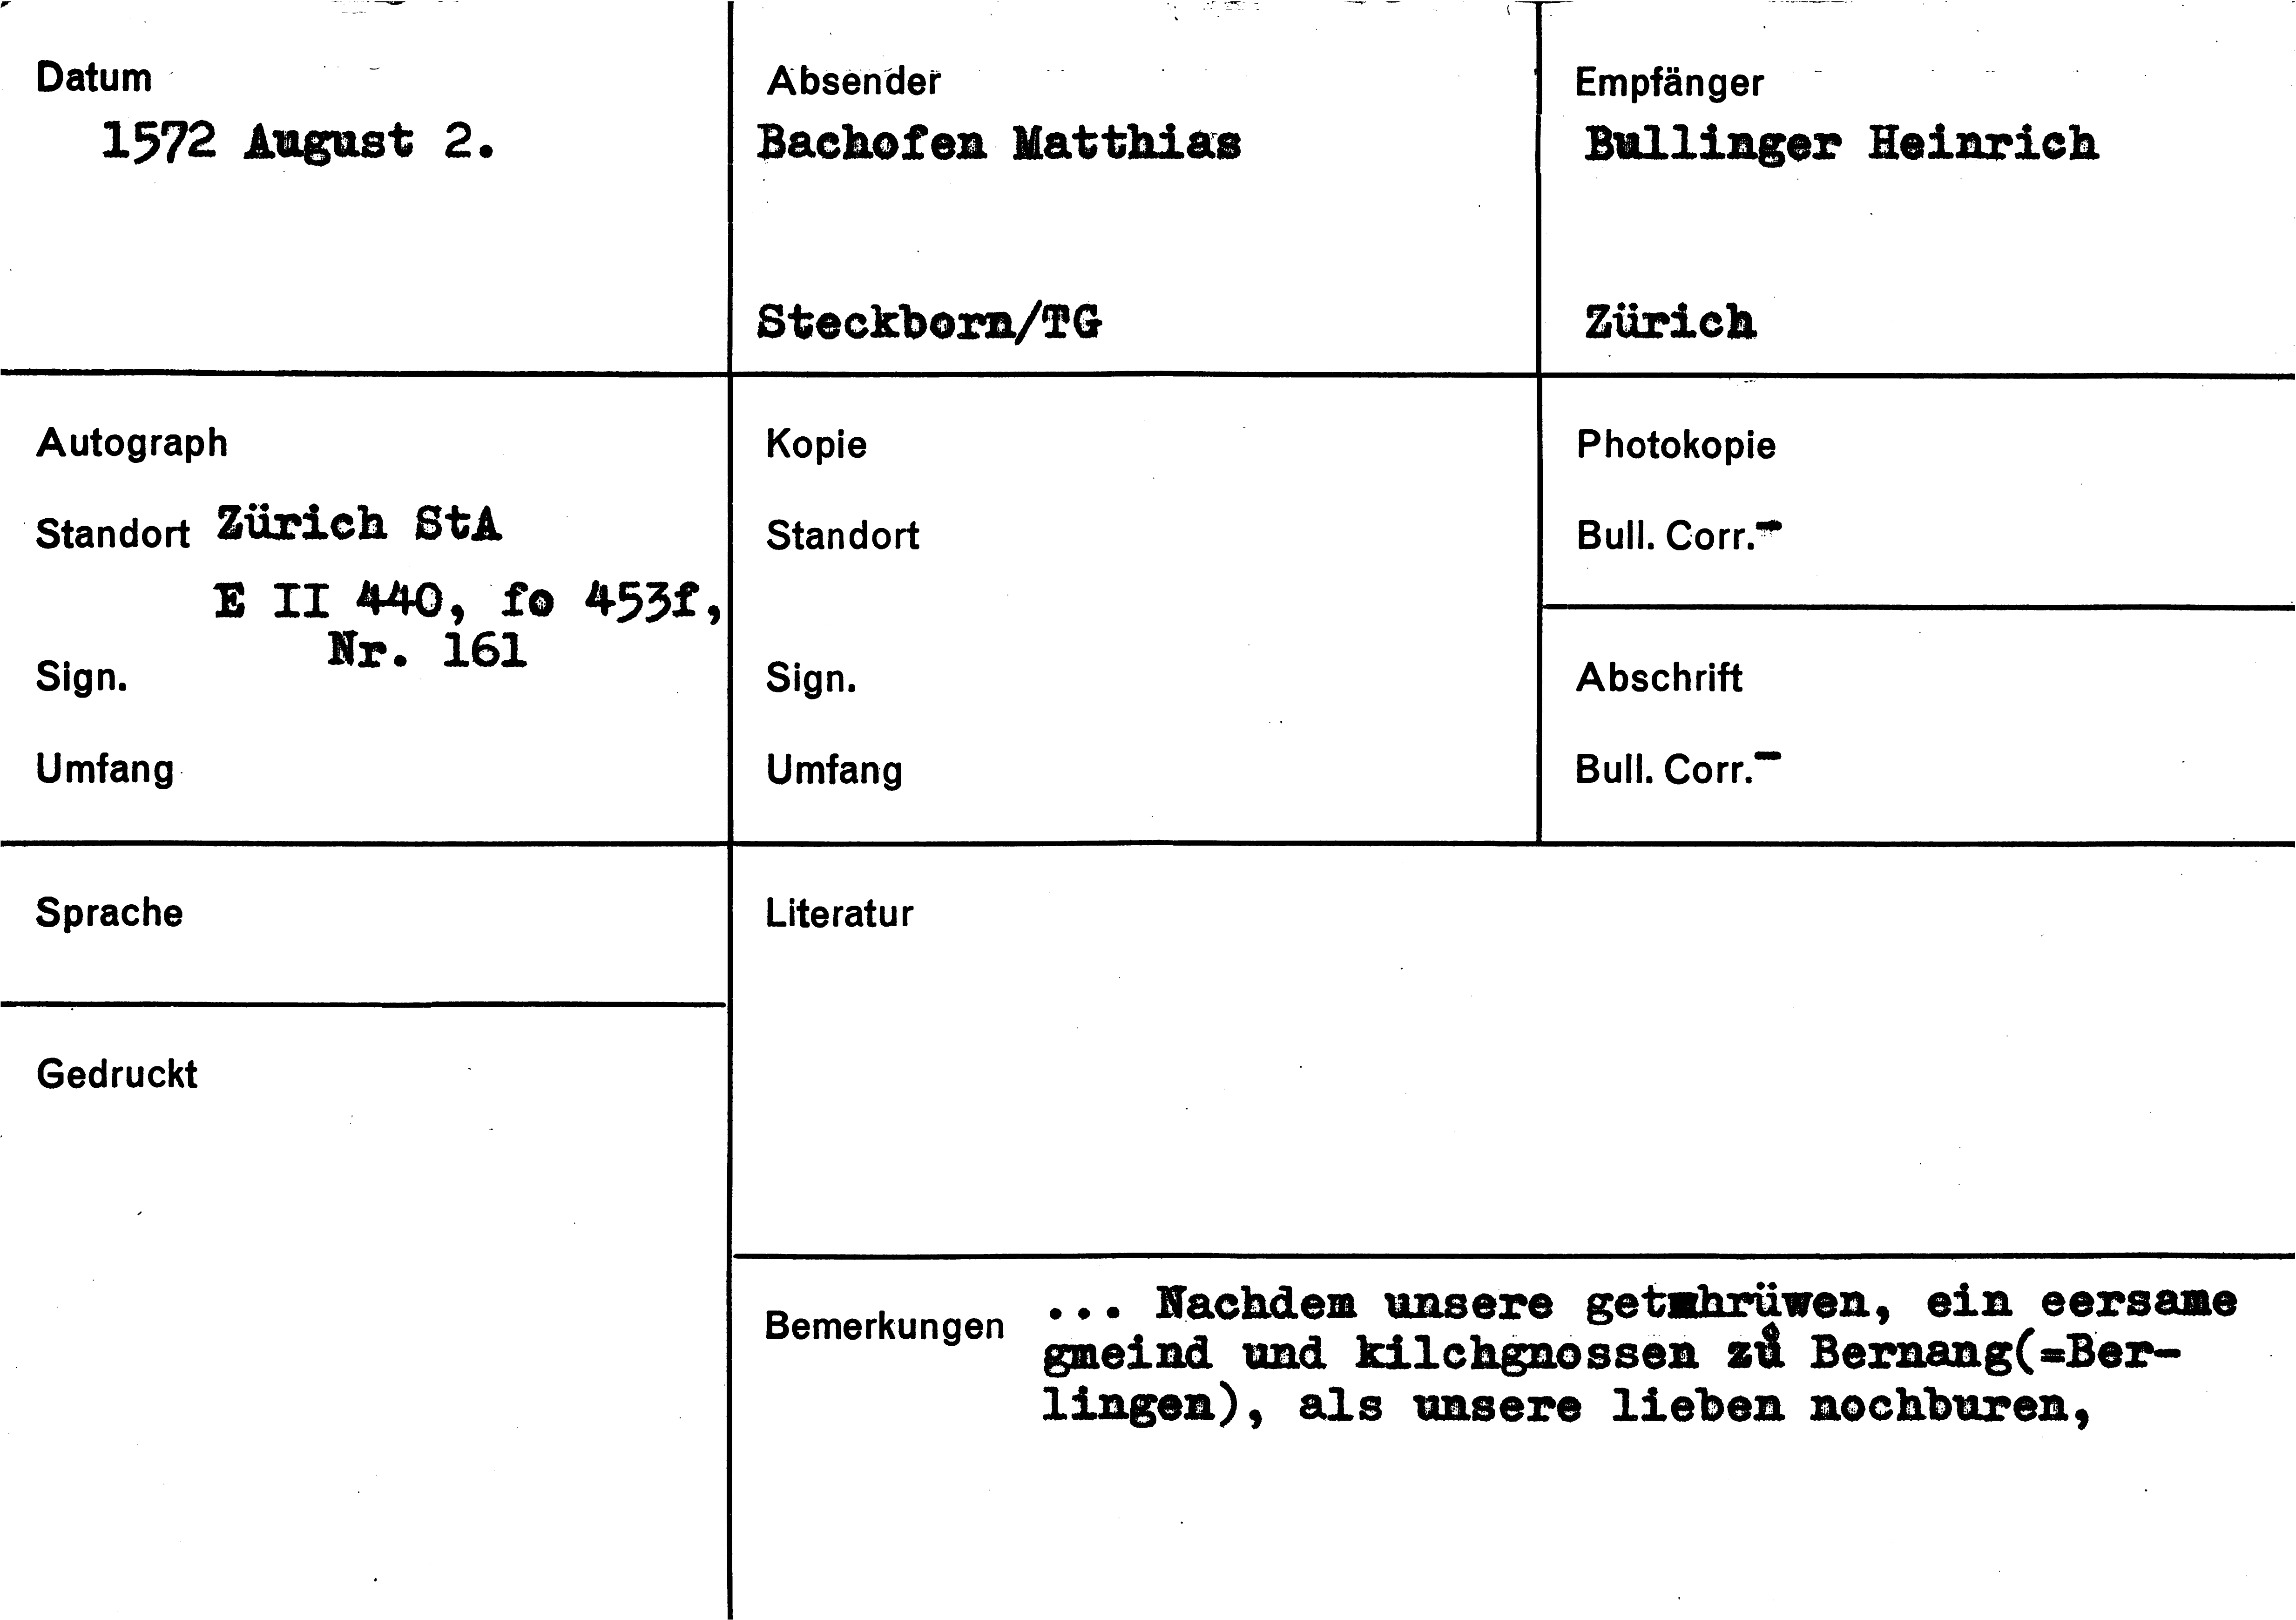 Datum
1572 August 2.
Absender
Bachofen Matthias
Steckborn/TG
Empfänger
Bullinger Heinrich
Zürich
Autograph
Standort Zürich StA
E II 440, fo 453f,
Nr. 161
Sign.
Umfang
Kopie
Standort
Sign.
Umfang
Photokopie
Bull. Corr.-
Abschrift
Bull. Corr.-
Sprache
Gedruckt
Literatur
Bemerkungen
... Nachdem unsere , ein eersame
gmeind und kilchgnossen zů Bernang(=Ber-
lingen), als unsere lieben nochburen,